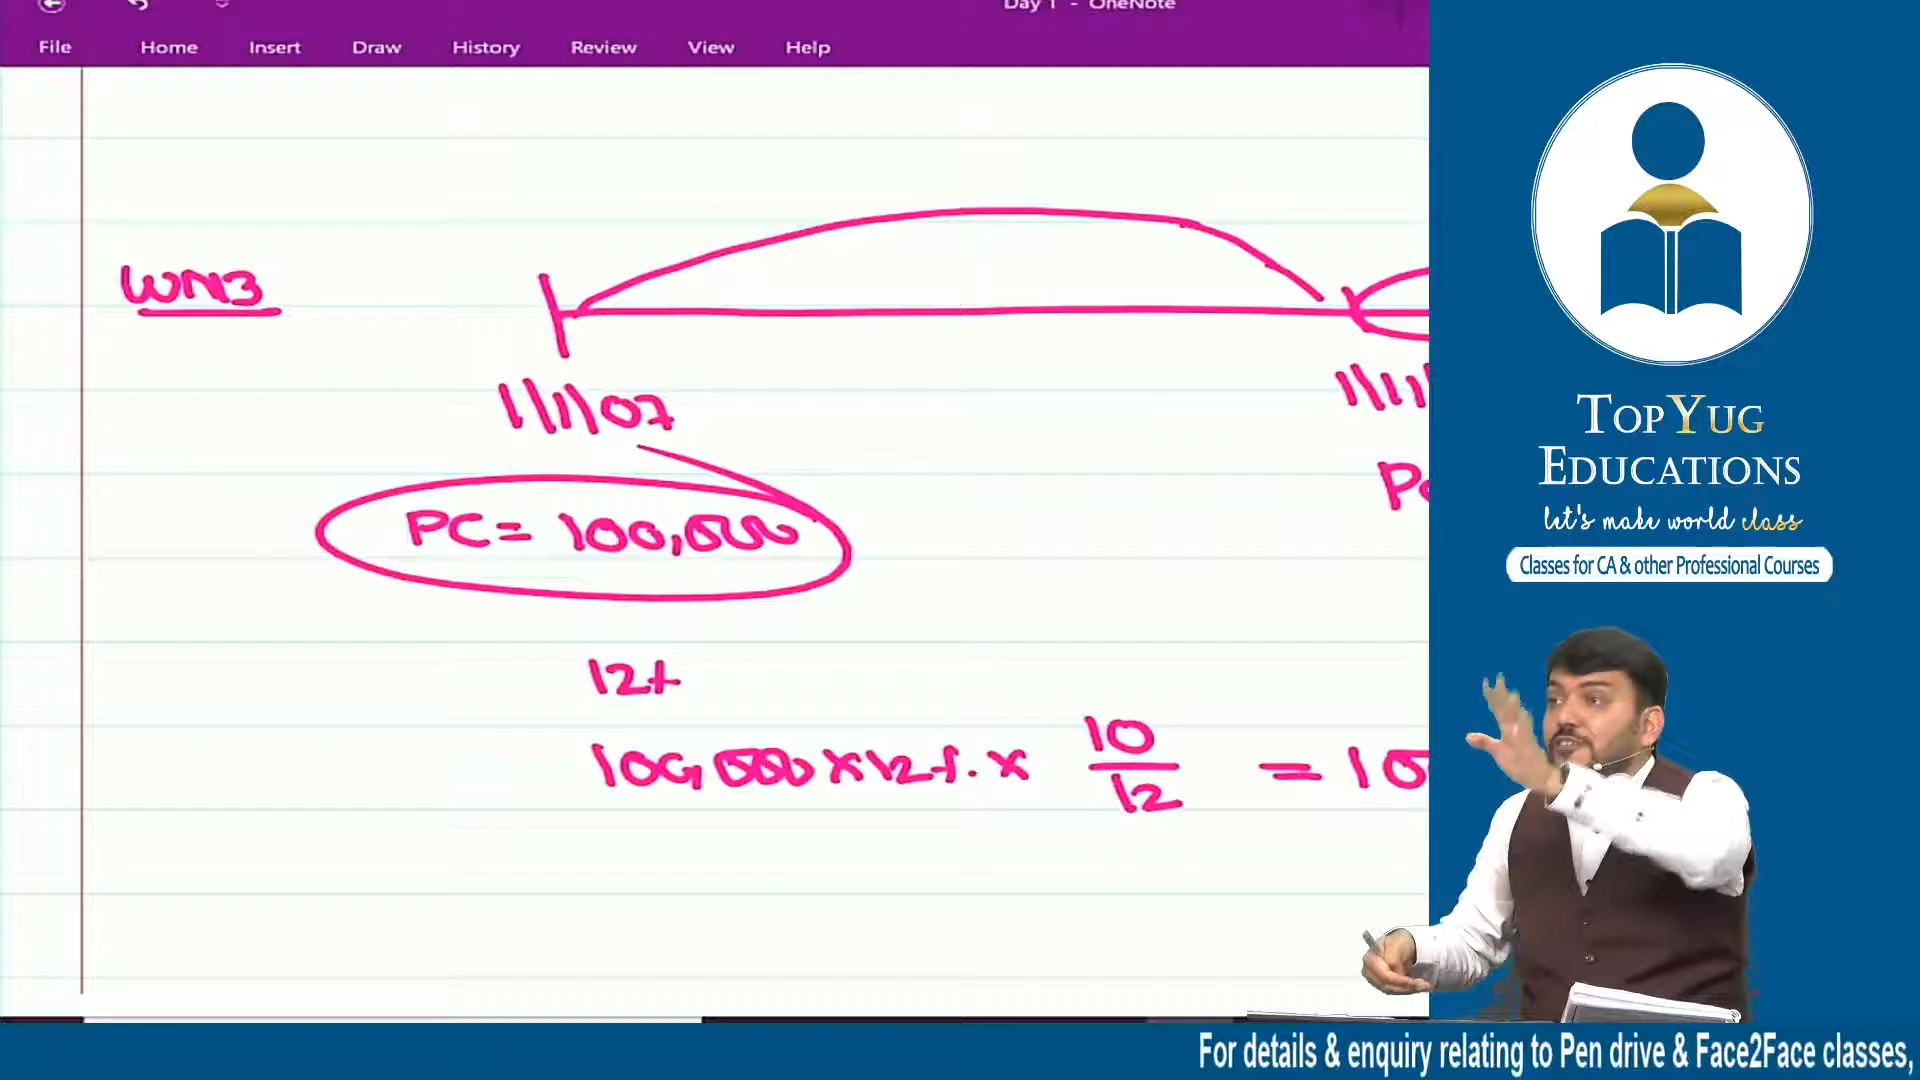 Day 1 - OneNote
File Home Insert Draw History Review View Help
WN3
1/1/07
PC = 100,000
12%
100,000 x 12% x 10/12 = 10
TOPYUG
EDUCATIONS
let's make world class
Classes for CA & other Professional Courses
For details & enquiry relating to Pen drive & Face2Face classes,